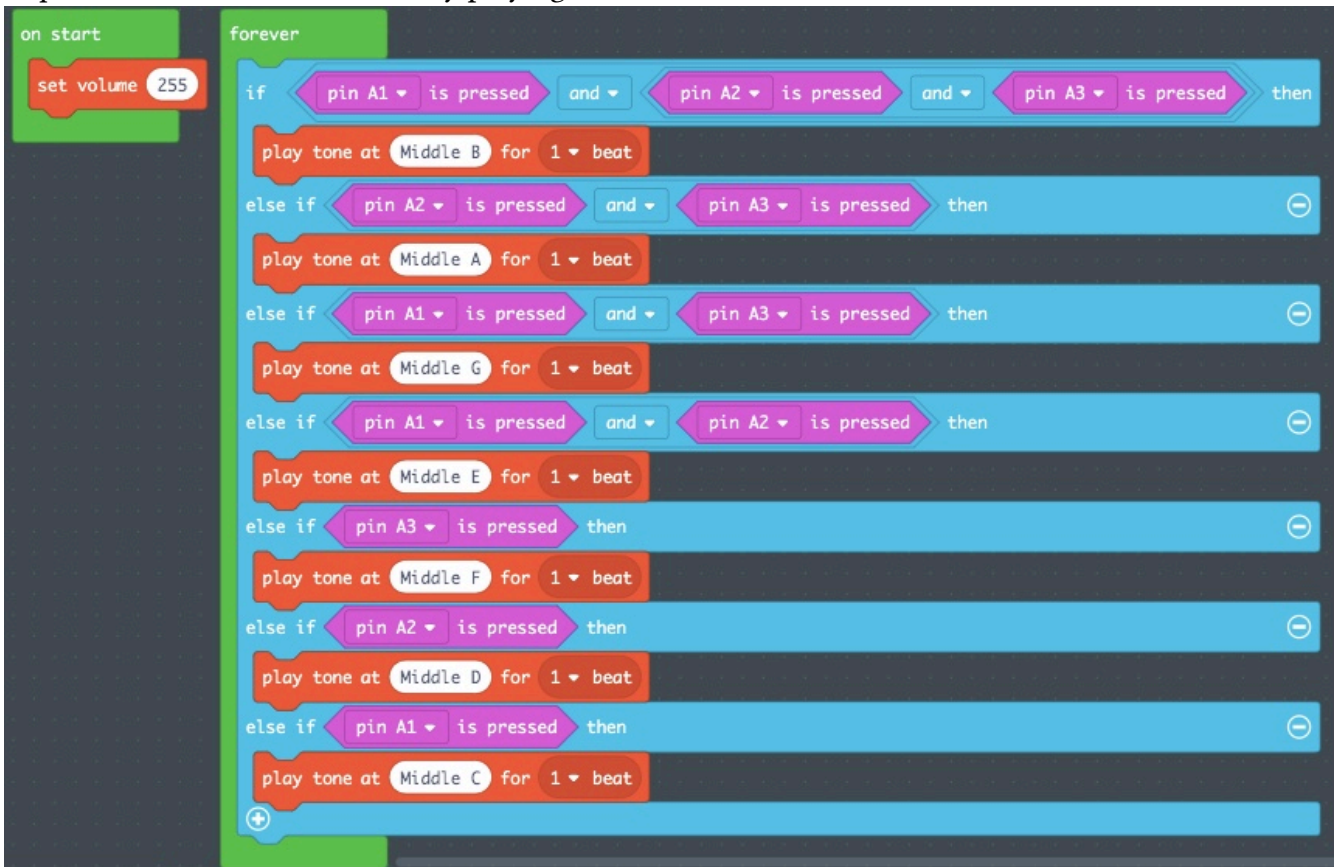 on start
set volume 255
forever
if pin A1 is pressed and pin A2 is pressed and pin A3 is pressed then
play tone at Middle B for 1 beat
else if pin A2 is pressed and pin A3 is pressed then
play tone at Middle A for 1 beat
else if pin A1 is pressed and pin A3 is pressed then
play tone at Middle G for 1 beat
else if pin A1 is pressed and pin A2 is pressed then
play tone at Middle E for 1 beat
else if pin A3 is pressed then
play tone at Middle F for 1 beat
else if pin A2 is pressed then
play tone at Middle D for 1 beat
else if pin A1 is pressed then
play tone at Middle C for 1 beat